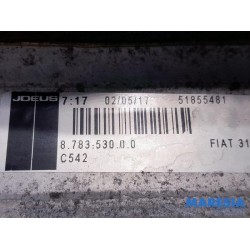 JDEUS
7:17 02/05/17 51855481
8.783.530.0.0 FIAT 31
C542